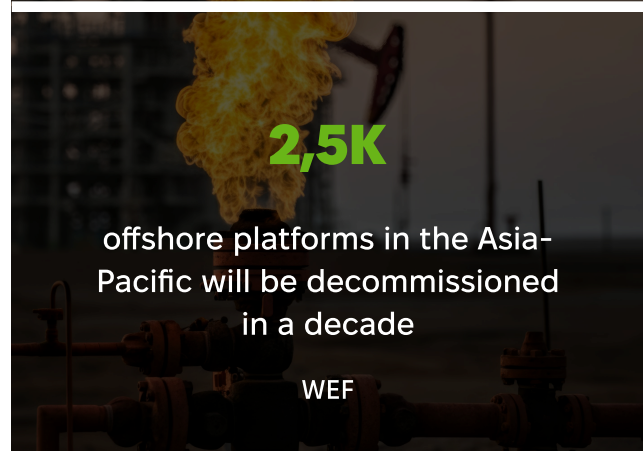 2,5K
offshore platforms in the Asia-
Pacific will be decommissioned
in a decade
WEF